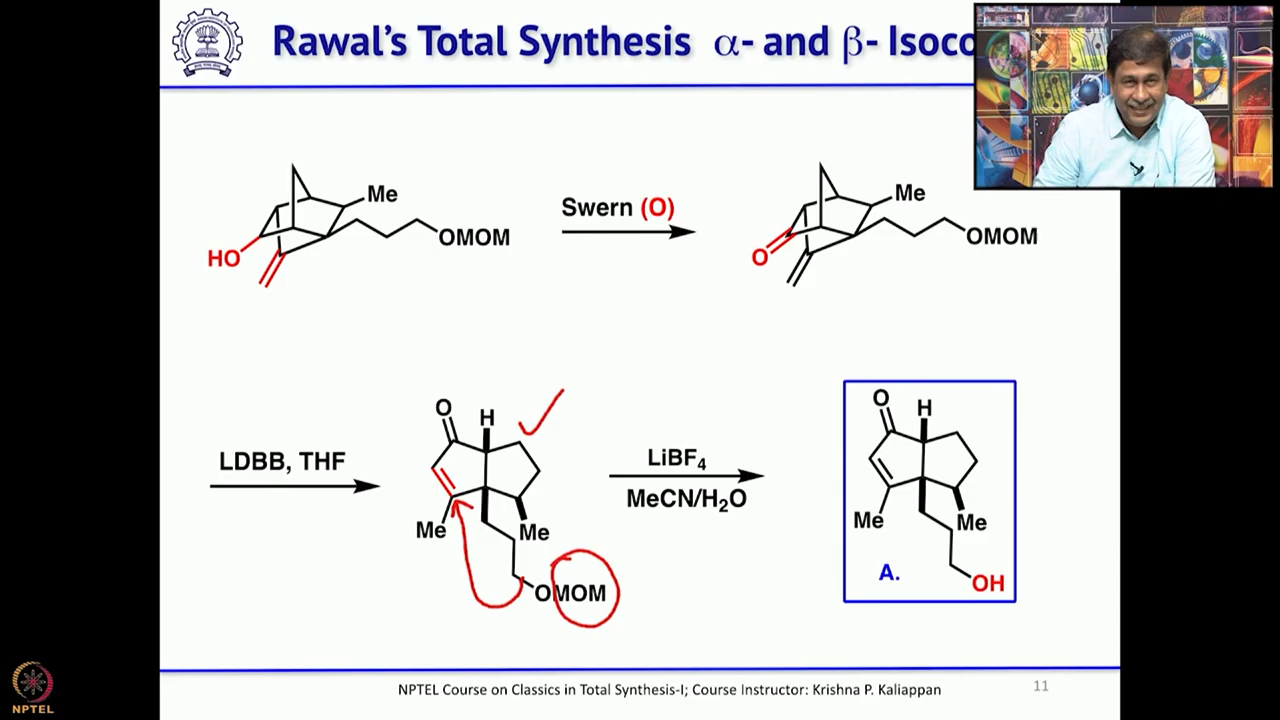 Rawal's Total Synthesis α- and β- Isoco
Me
OMOM
HO
Swern (O)
Me
OMOM
O
LDBB, THF
O
H
Me
Me
OMOM
LiBF₄
MeCN/H₂O
O
H
Me
Me
A.
OH
NPTEL Course on Classics in Total Synthesis-I; Course Instructor: Krishna P. Kaliappan
11
NPTEL